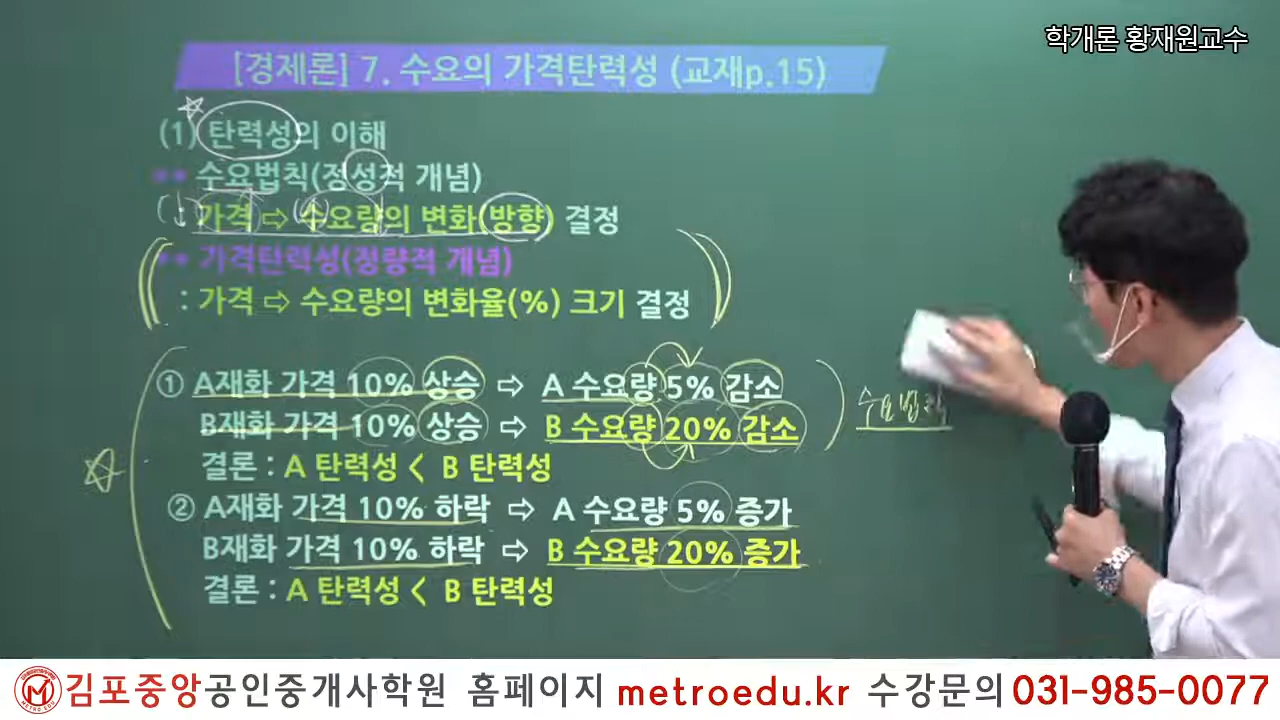 학개론 황재원교수
[경제론] 7. 수요의 가격탄력성 (교재p.15)
(1) 탄력성의 이해
** 수요법칙(정성적 개념)
: 가격 ⇨ 수요량의 변화(방향) 결정
** 가격탄력성(정량적 개념)
: 가격 ⇨ 수요량의 변화율(%) 크기 결정
① A재화 가격 10% 상승 ⇨ A 수요량 5% 감소
B재화 가격 10% 상승 ⇨ B 수요량 20% 감소
수요법칙
결론 : A 탄력성 < B 탄력성
② A재화 가격 10% 하락 ⇨ A 수요량 5% 증가
B재화 가격 10% 하락 ⇨ B 수요량 20% 증가
결론 : A 탄력성 < B 탄력성
김포중앙공인중개사학원 홈페이지 metroedu.kr 수강문의 031-985-0077